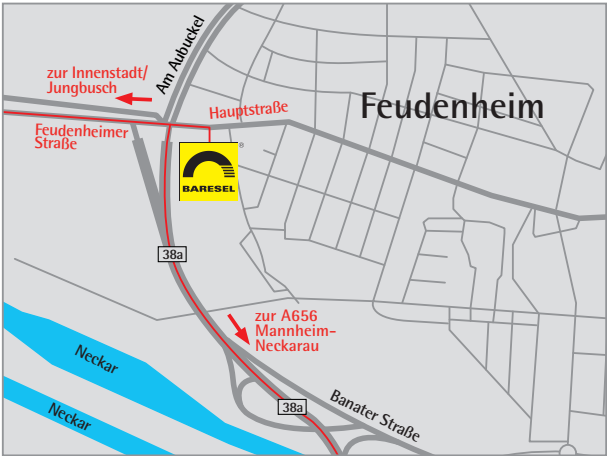 Am Aubuckel
zur Innenstadt/
Jungbusch
Hauptstraße
Feudenheim
Feudenheimer
Straße
®
BARESEL
38a
zur A656
Mannheim-
Neckarau
Neckar
38a
Banater Straße
Neckar